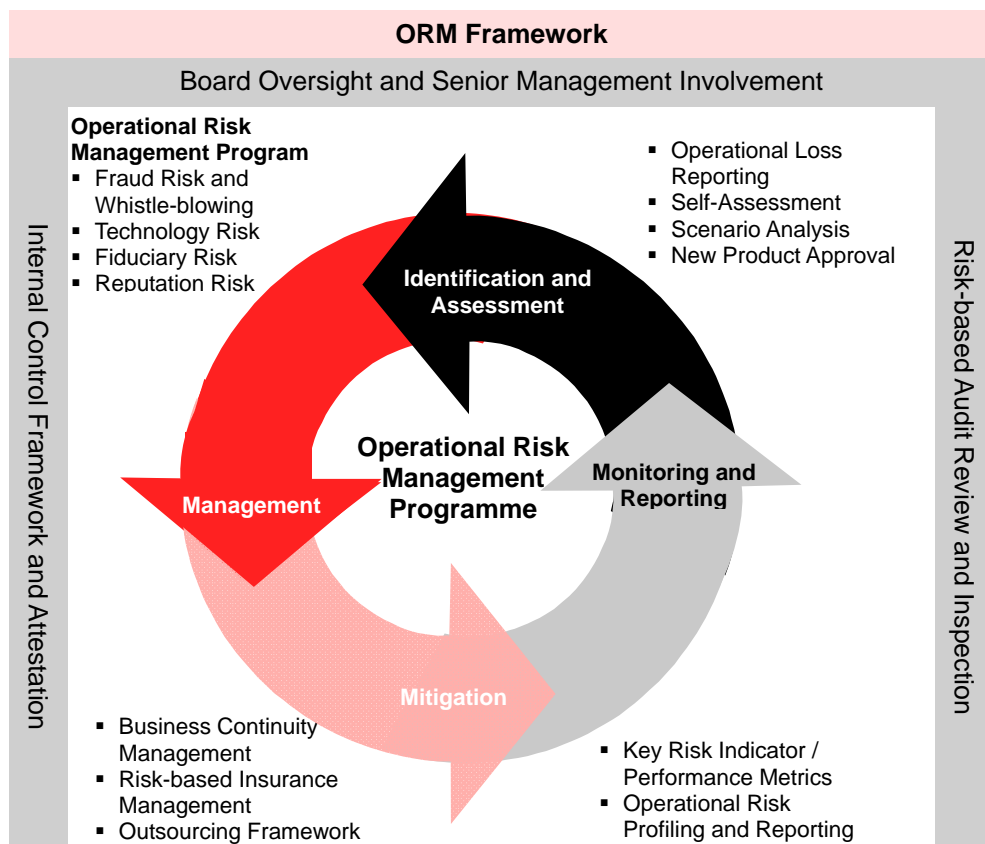 ORM Framework
Board Oversight and Senior Management Involvement
Internal Control Framework and Attestation
Operational Risk
Management Program
▪ Fraud Risk and
Whistle-blowing
▪ Technology Risk
▪ Fiduciary Risk
▪ Reputation Risk
▪ Operational Loss
Reporting
▪ Self-Assessment
▪ Scenario Analysis
▪ New Product Approval
Identification and
Assessment
Operational Risk
Management
Programme
Monitoring and
Reporting
Management
Mitigation
▪ Business Continuity
Management
▪ Risk-based Insurance
Management
▪ Outsourcing Framework
▪ Key Risk Indicator /
Performance Metrics
▪ Operational Risk
Profiling and Reporting
Risk-based Audit Review and Inspection